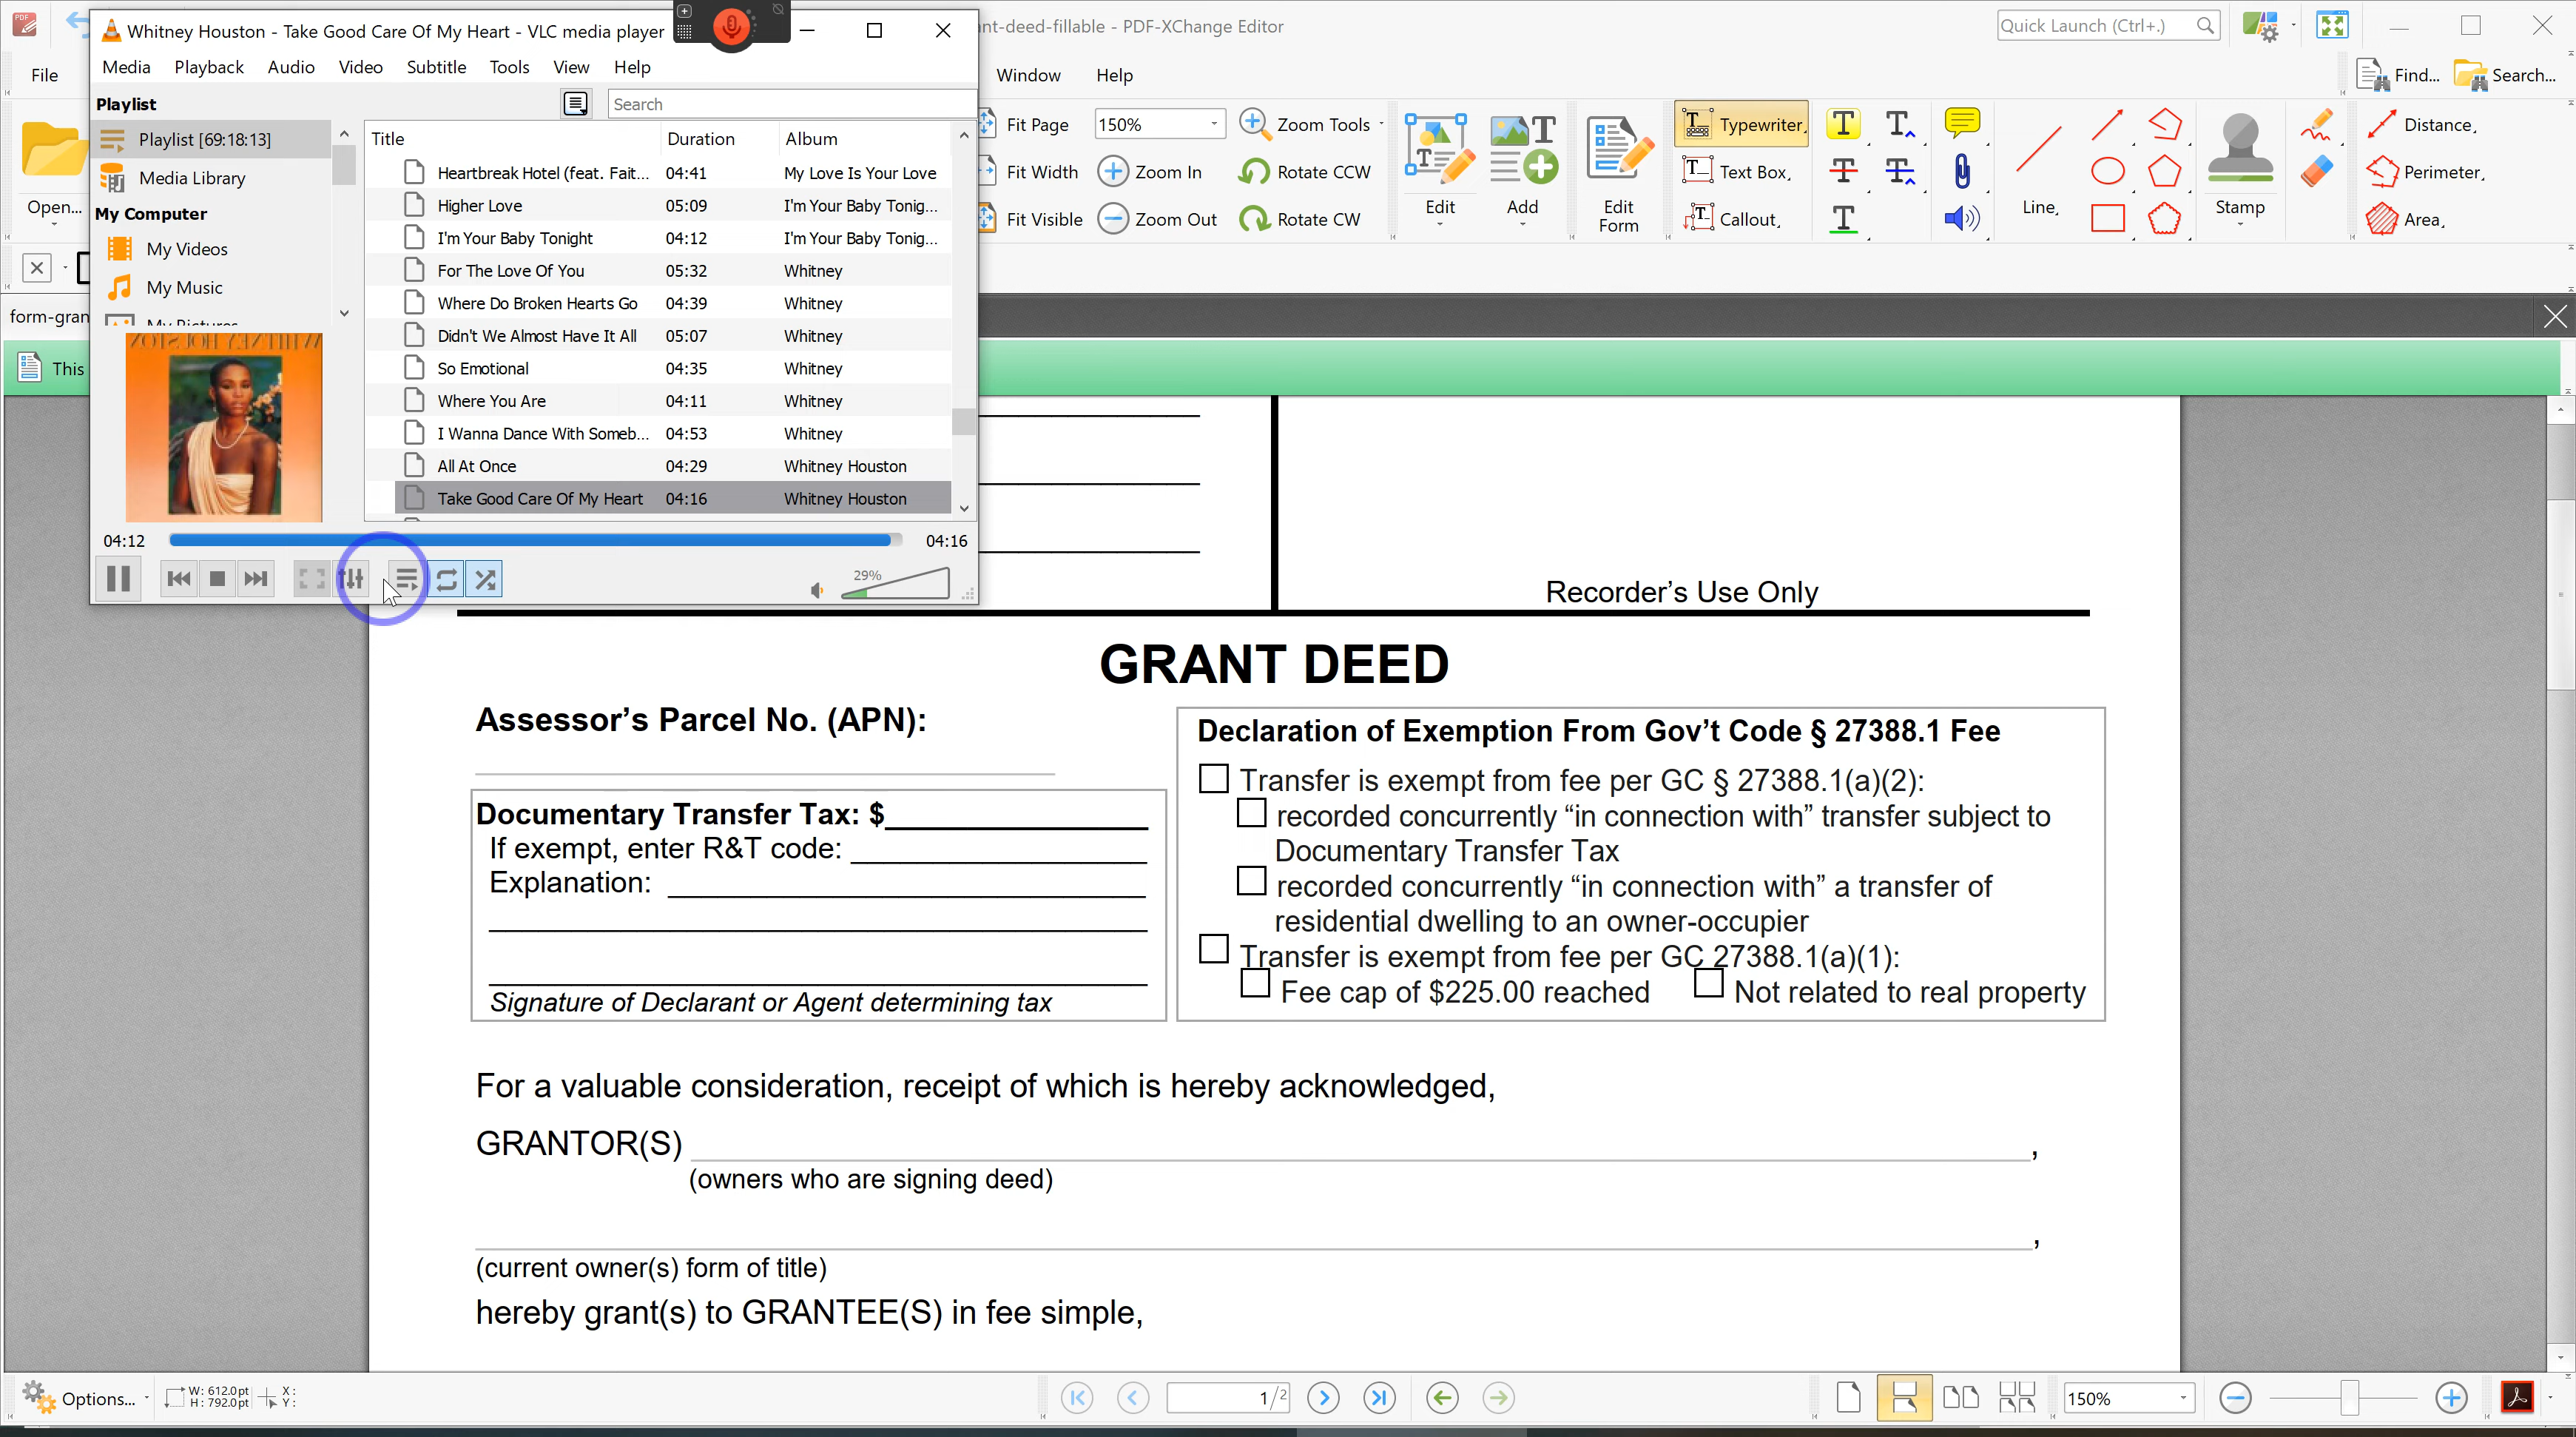 Whitney Houston - Take Good Care Of My Heart - VLC media player
Media Playback Audio Video Subtitle Tools View Help
Playlist
Search
Playlist [69:18:13]
Media Library
My Computer
My Videos
My Music
My Pictures
Title Duration Album
Heartbreak Hotel (feat. Fait... 04:41 My Love Is Your Love
Higher Love 05:09 I'm Your Baby Tonig...
I'm Your Baby Tonight 04:12 I'm Your Baby Tonig...
For The Love Of You 05:32 Whitney
Where Do Broken Hearts Go 04:39 Whitney
Didn't We Almost Have It All 05:07 Whitney
So Emotional 04:35 Whitney
Where You Are 04:11 Whitney
I Wanna Dance With Someb... 04:53 Whitney
All At Once 04:29 Whitney Houston
Take Good Care Of My Heart 04:16 Whitney Houston
WHITNEY HOUSTON
04:12 04:16
29%
nt-deed-fillable - PDF-XChange Editor
Quick Launch (Ctrl+.)
File Window Help
Find... Search...
Open...
Fit Page 150% Zoom Tools
Fit Width Zoom In Rotate CCW
Fit Visible Zoom Out Rotate CW
Edit Add Edit Form
Typewriter
Text Box
Callout
Line
Stamp
Distance
Perimeter
Area
form-gran
This
Recorder’s Use Only
GRANT DEED
Assessor’s Parcel No. (APN):
Documentary Transfer Tax: $
If exempt, enter R&T code:
Explanation:
Signature of Declarant or Agent determining tax
Declaration of Exemption From Gov’t Code § 27388.1 Fee
Transfer is exempt from fee per GC § 27388.1(a)(2):
recorded concurrently “in connection with” transfer subject to
Documentary Transfer Tax
recorded concurrently “in connection with” a transfer of
residential dwelling to an owner-occupier
Transfer is exempt from fee per GC 27388.1(a)(1):
Fee cap of $225.00 reached Not related to real property
For a valuable consideration, receipt of which is hereby acknowledged,
GRANTOR(S) ,
(owners who are signing deed)
,
(current owner(s) form of title)
hereby grant(s) to GRANTEE(S) in fee simple,
Options...
W: 612.0pt
H: 792.0pt
X:
Y:
1/2
150%